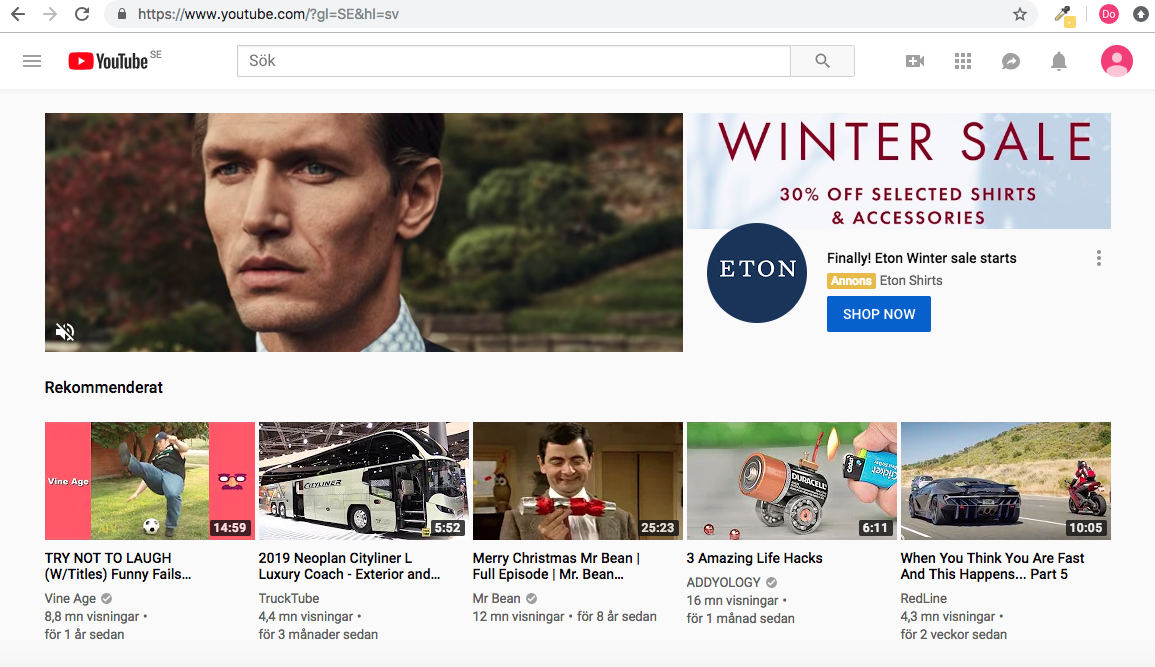 https://www.youtube.com/?gl=SE&hl=sv
Do
YouTube SE
Sök
WINTER SALE
30% OFF SELECTED SHIRTS
& ACCESSORIES
ETON
Finally! Eton Winter sale starts
Annons Eton Shirts
SHOP NOW
Rekommenderat
Vine Age
14:59
CITYLINER
5:52
25:23
DURACELL
6:11
10:05
TRY NOT TO LAUGH
(W/Titles) Funny Fails...
Vine Age
8,8 mn visningar •
för 1 år sedan
2019 Neoplan Cityliner L
Luxury Coach - Exterior and...
TruckTube
4,4 mn visningar •
för 3 månader sedan
Merry Christmas Mr Bean |
Full Episode | Mr. Bean...
Mr Bean
12 mn visningar • för 8 år sedan
3 Amazing Life Hacks
ADDYOLOGY
16 mn visningar •
för 1 månad sedan
When You Think You Are Fast
And This Happens... Part 5
RedLine
4,3 mn visningar •
för 2 veckor sedan